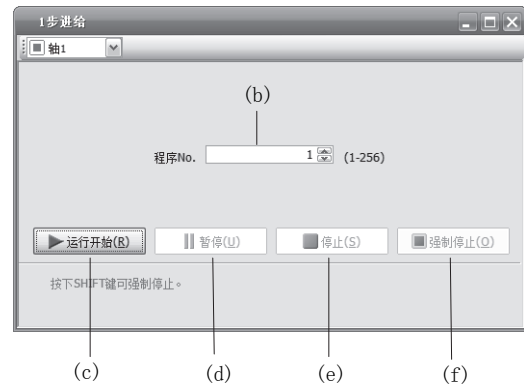 1步进给
轴1
(b)
程序No. 1 (1-256)
运行开始(R) 暂停(U) 停止(S) 强制停止(O)
按下SHIFT键可强制停止。
(c) (d) (e) (f)